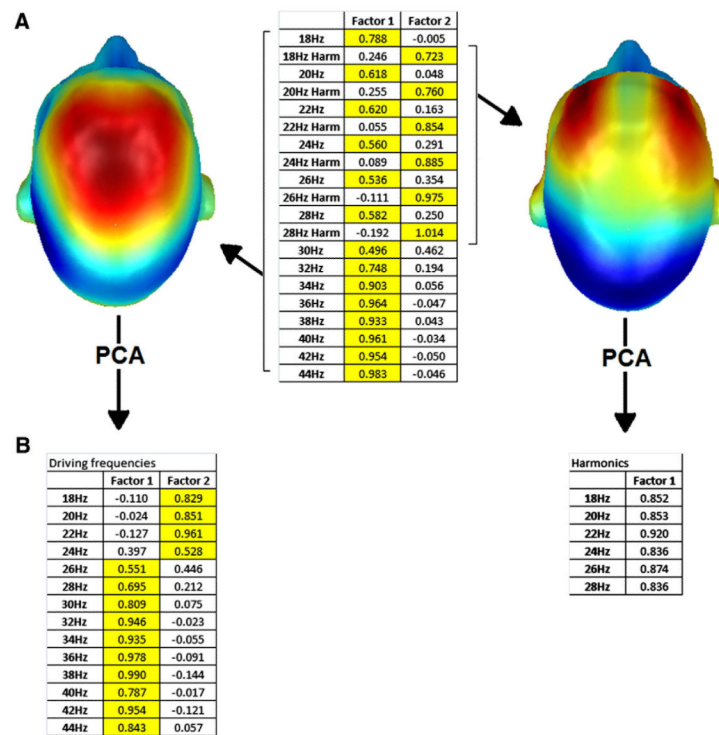 A
Factor 1 Factor 2
18Hz 0.788 -0.005
18Hz Harm 0.246 0.723
20Hz 0.618 0.048
20Hz Harm 0.255 0.760
22Hz 0.620 0.163
22Hz Harm 0.055 0.854
24Hz 0.560 0.291
24Hz Harm 0.089 0.885
26Hz 0.536 0.354
26Hz Harm -0.111 0.975
28Hz 0.582 0.250
28Hz Harm -0.192 1.014
30Hz 0.496 0.462
32Hz 0.748 0.194
34Hz 0.903 0.056
36Hz 0.964 -0.047
38Hz 0.933 0.043
40Hz 0.961 -0.034
42Hz 0.954 -0.050
44Hz 0.983 -0.046
PCA
PCA
B
Driving frequencies
Factor 1 Factor 2
18Hz -0.110 0.829
20Hz -0.024 0.851
22Hz -0.127 0.961
24Hz 0.397 0.528
26Hz 0.551 0.446
28Hz 0.695 0.212
30Hz 0.809 0.075
32Hz 0.946 -0.023
34Hz 0.935 -0.055
36Hz 0.978 -0.091
38Hz 0.990 -0.144
40Hz 0.787 -0.017
42Hz 0.954 -0.121
44Hz 0.843 0.057
Harmonics
Factor 1
18Hz 0.852
20Hz 0.853
22Hz 0.920
24Hz 0.836
26Hz 0.874
28Hz 0.836